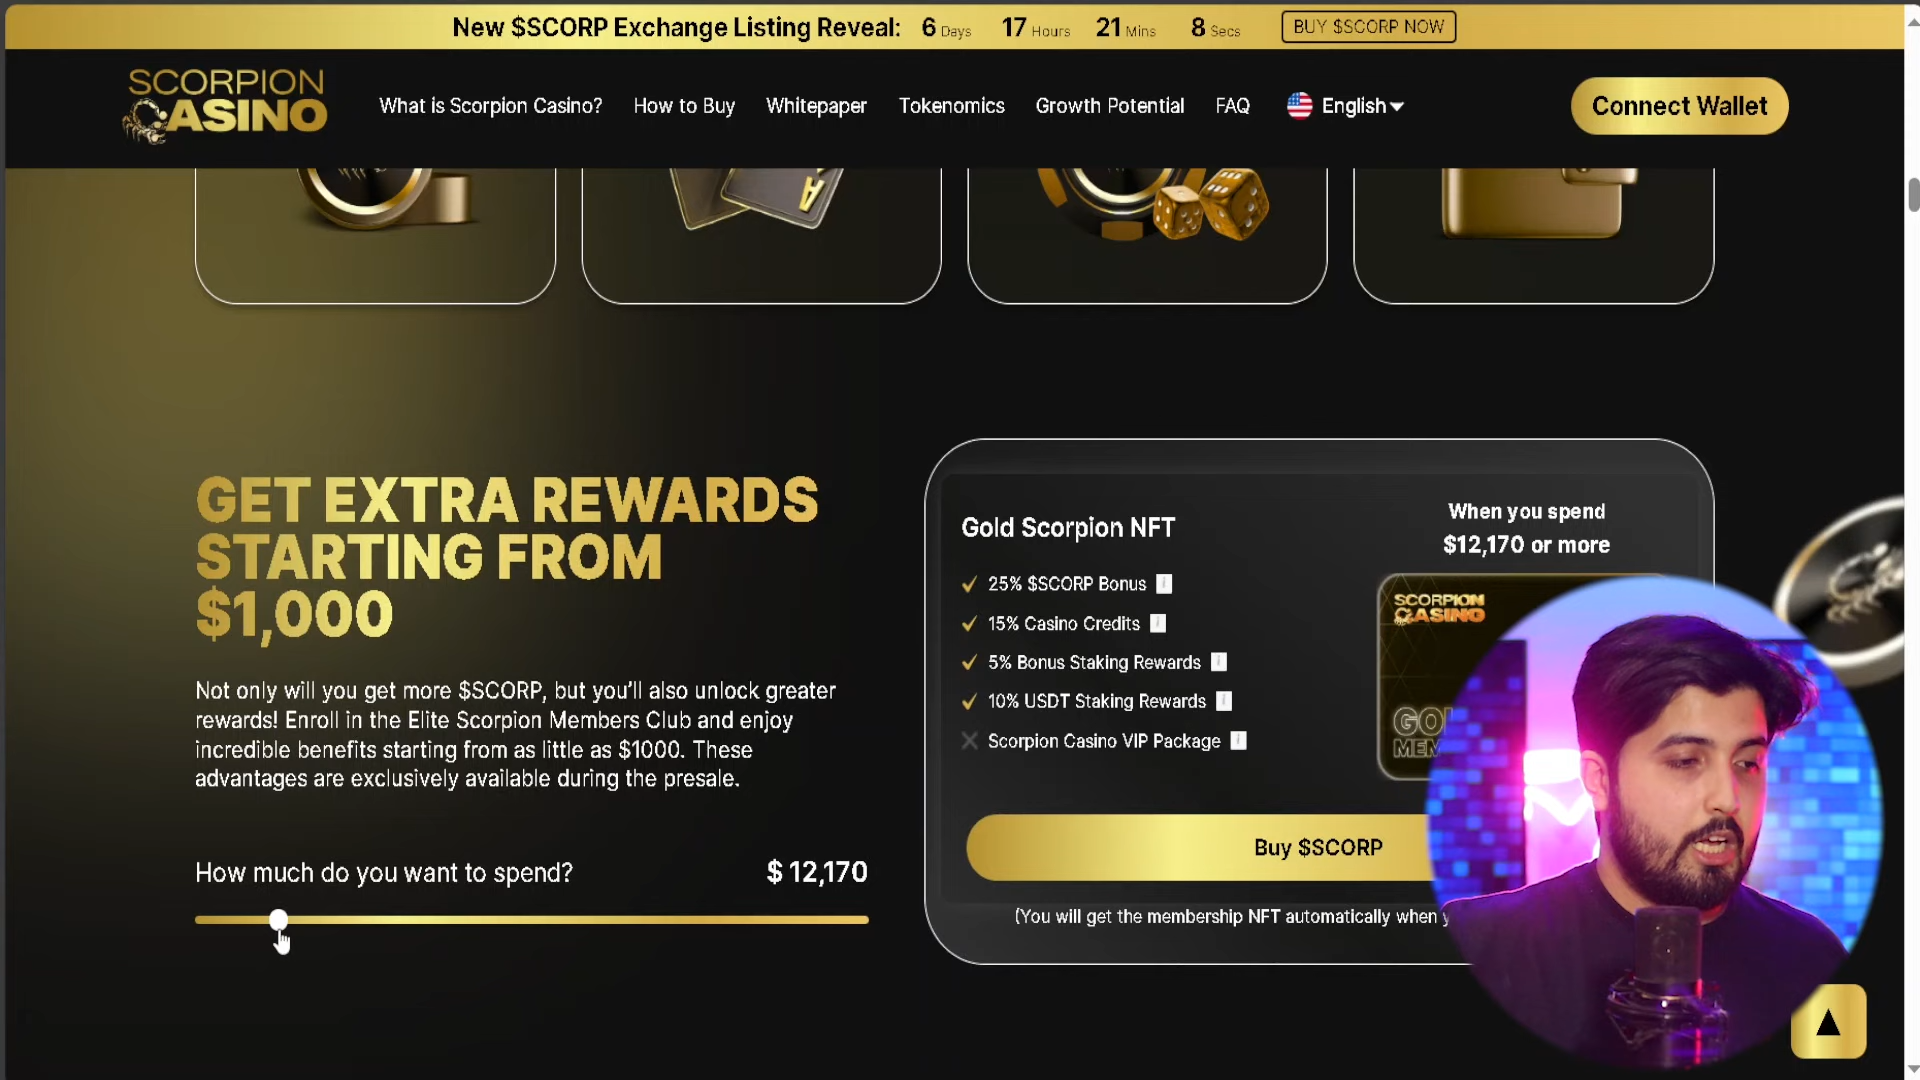 New $SCORP Exchange Listing Reveal: 6 Days 17 Hours 21 Mins 8 Secs BUY $SCORP NOW
SCORPION
CASINO
What is Scorpion Casino? How to Buy Whitepaper Tokenomics Growth Potential FAQ English Connect Wallet
GET EXTRA REWARDS
STARTING FROM
$1,000
Not only will you get more $SCORP, but you'll also unlock greater
rewards! Enroll in the Elite Scorpion Members Club and enjoy
incredible benefits starting from as little as $1000. These
advantages are exclusively available during the presale.
How much do you want to spend? $ 12,170
Gold Scorpion NFT
25% $SCORP Bonus
15% Casino Credits
5% Bonus Staking Rewards
10% USDT Staking Rewards
Scorpion Casino VIP Package
When you spend
$12,170 or more
SCORPION
CASINO
Buy $SCORP
(You will get the membership NFT automatically when